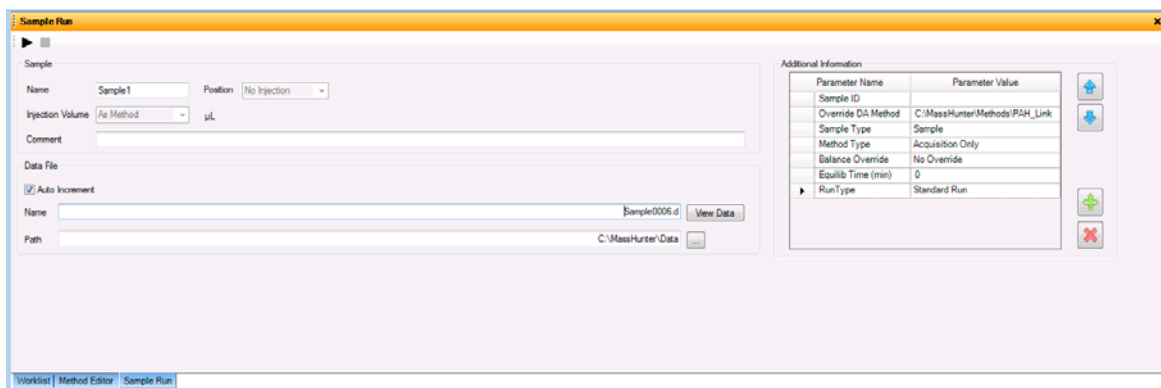 Sample Run
x
Sample
Name Sample1 Position No Injection
Injection Volume As Method µL
Comment
Data File
Auto Increment
Name Sample0006.d View Data
Path C:\MassHunter\Data ...
Additional Information
Parameter Name Parameter Value
Sample ID
Override DA Method C:\MassHunter\Methods\PAH_Link
Sample Type Sample
Method Type Acquisition Only
Balance Override No Override
Equilib Time (min) 0
RunType Standard Run
Worklist Method Editor Sample Run